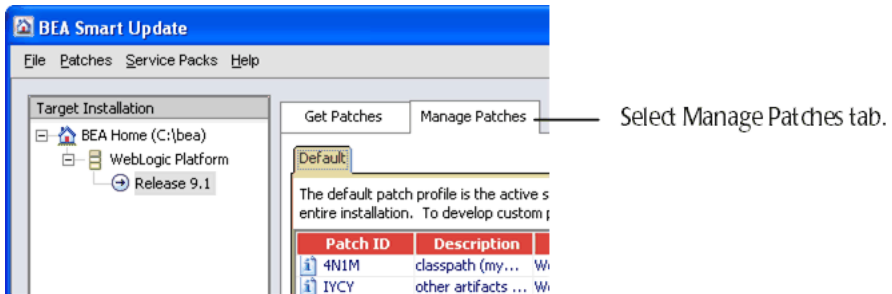 BEA Smart Update
File Patches Service Packs Help
Target Installation
BEA Home (C:\bea)
WebLogic Platform
Release 9.1
Get Patches Manage Patches
Select Manage Patches tab.
Default
The default patch profile is the active s
entire installation. To develop custom p
Patch ID Description
4N1M classpath (my... We
IYCY other artifacts ... We